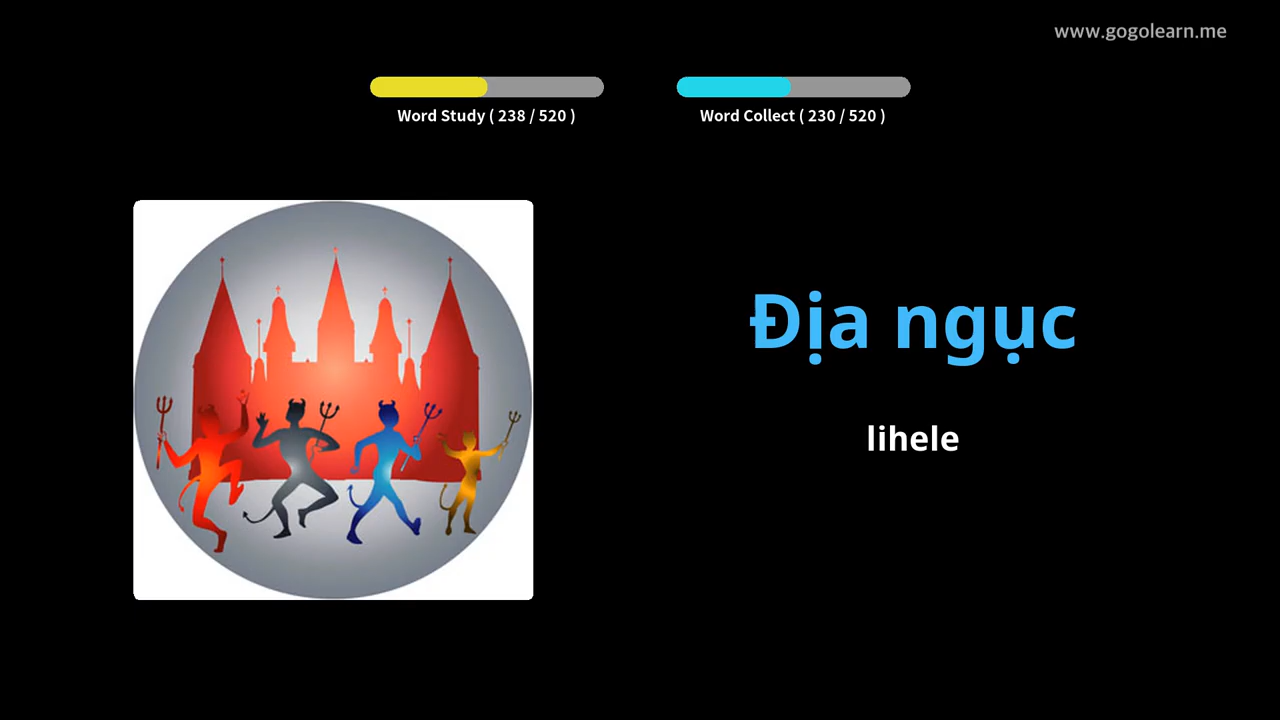 www.gogolearn.me
Word Study ( 238 / 520 )
Word Collect ( 230 / 520 )
Địa ngục
lihele